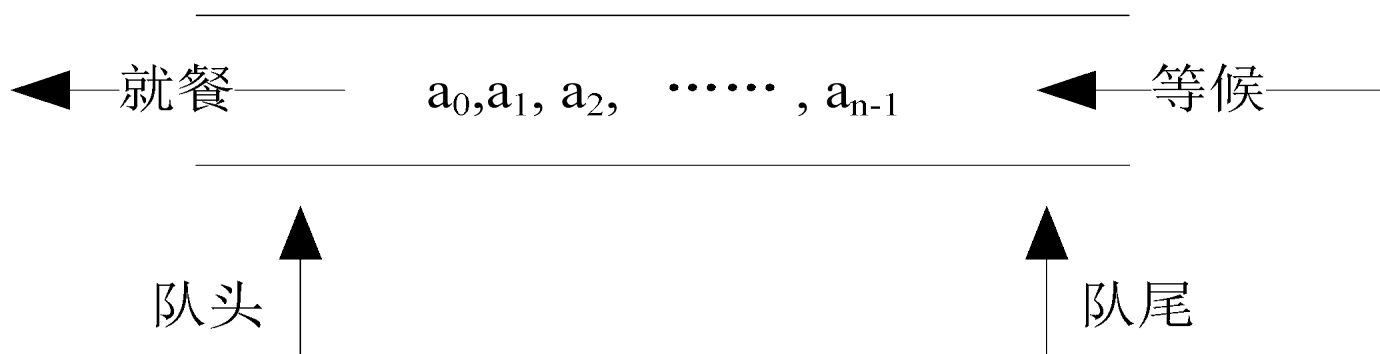 就餐 a₀,a₁, a₂, …… , aₙ₋₁ 等候
队头 队尾